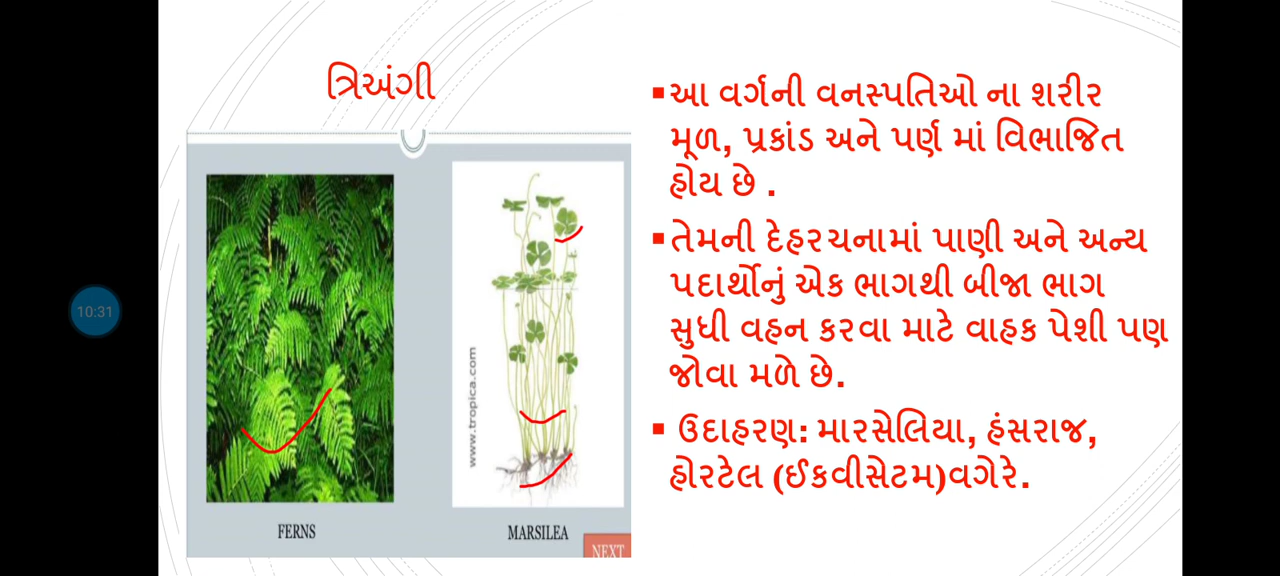 ત્રિઅંગી
www.tropica.com
FERNS
MARSILEA
NEXT
10:31
▪આ વર્ગની વનસ્પતિઓ ના શરીર
મૂળ, પ્રકાંડ અને પર્ણ માં વિભાજિત
હોય છે .
▪તેમની દેહરચનામાં પાણી અને અન્ય
પદાર્થોનું એક ભાગથી બીજા ભાગ
સુધી વહન કરવા માટે વાહક પેશી પણ
જોવા મળે છે.
▪ ઉદાહરણ: મારસેલિયા, હંસરાજ,
હોરટેલ (ઈકવીસેટમ)વગેરે.